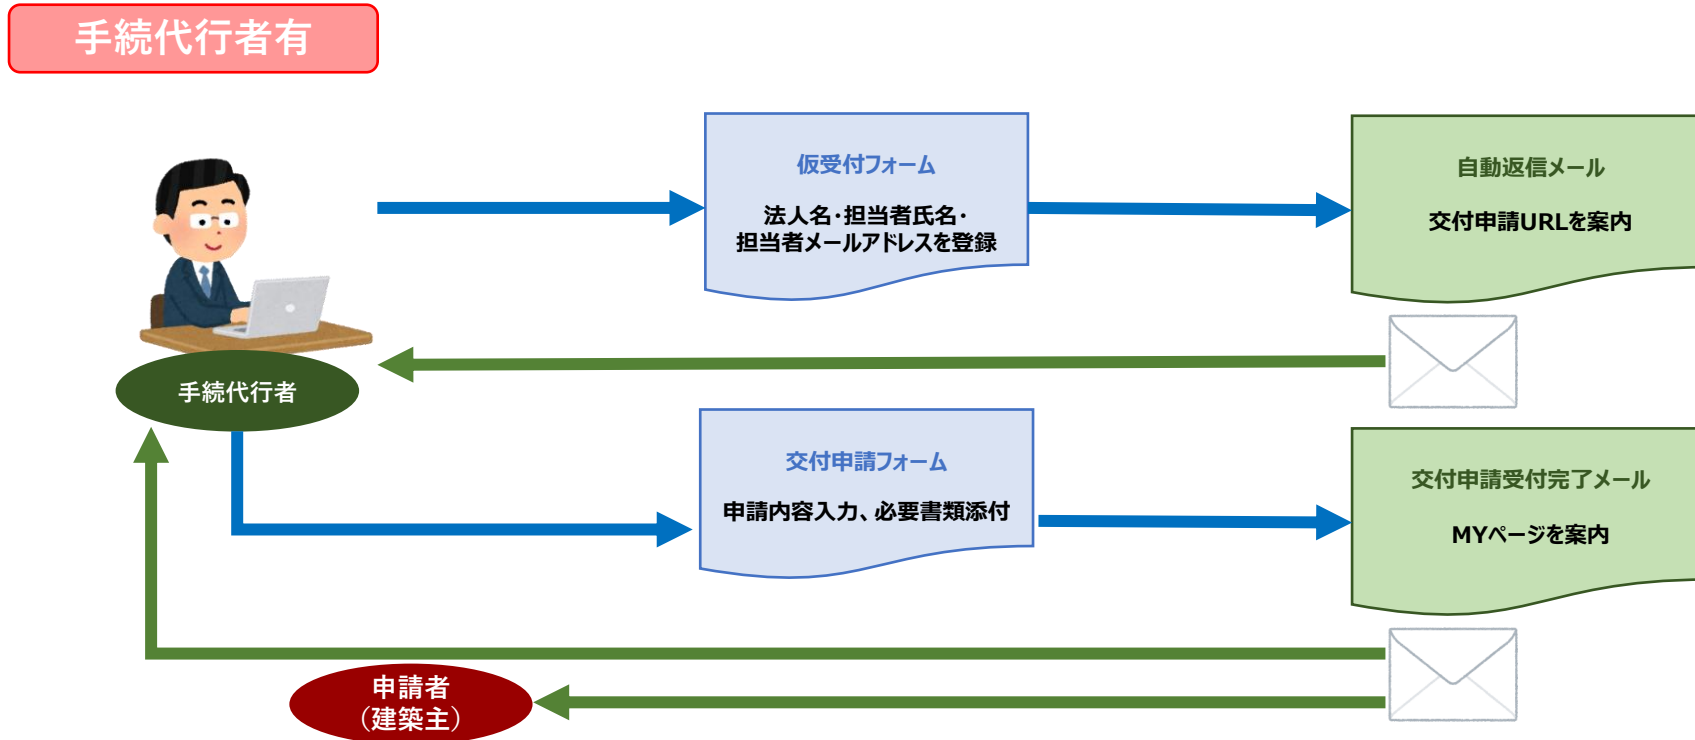 手続代行者有
仮受付フォーム
法人名・担当者氏名・
担当者メールアドレスを登録
自動返信メール
交付申請URLを案内
手続代行者
交付申請フォーム
申請内容入力、必要書類添付
交付申請受付完了メール
MYページを案内
申請者
（建築主）